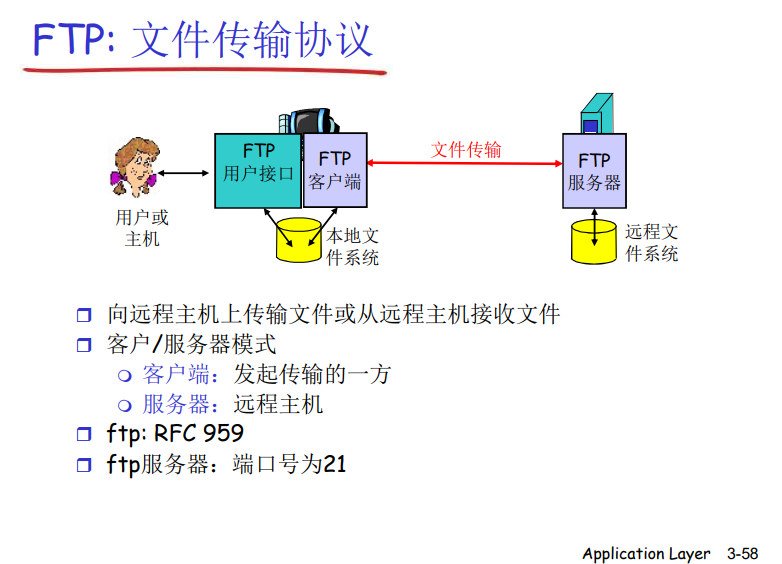 FTP: 文件传输协议
FTP
用户接口
FTP
客户端
文件传输
FTP
服务器
用户或
主机
本地文
件系统
远程文
件系统
向远程主机上传输文件或从远程主机接收文件
客户/服务器模式
客户端：发起传输的一方
服务器：远程主机
ftp: RFC 959
ftp服务器：端口号为21
Application Layer 3-58